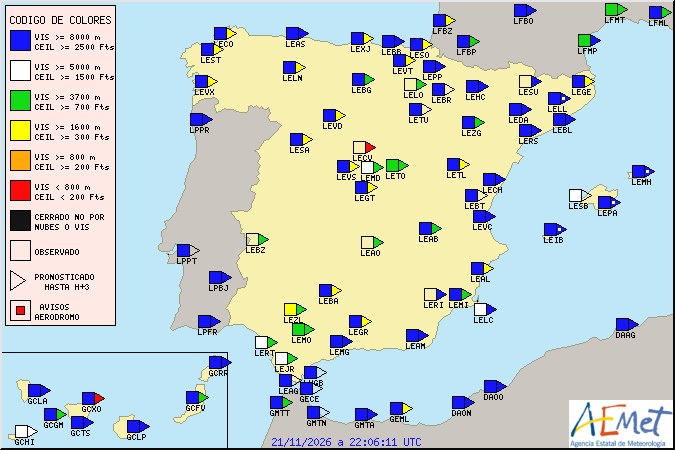 CODIGO DE COLORES
VIS >= 8000 m
CEIL >= 2500 Fts
VIS >= 5000 m
CEIL >= 1500 Fts
VIS >= 3700 m
CEIL >= 700 Fts
VIS >= 1600 m
CEIL >= 300 Fts
VIS >= 800 m
CEIL >= 200 Fts
VIS < 800 m
CEIL < 200 Fts
CERRADO NO POR
NUBES O VIS
OBSERVADO
PRONOSTICADO
HASTA H+3
AVISOS
AERODROMO
LFBO
LFMT
LFML
LFBZ
LECO
LEAS
LEXJ
LEBB
LESO
LFBP
LFMP
LEST
LEVT
LEPP
LELN
LEVX
LEBG
LELO
LEBR
LEHC
LESU
LEGE
LELL
LPPR
LEVD
LETU
LEZG
LEDA
LEBL
LERS
LESA
LECV
LEVS
LEMD
LETO
LETL
LEGT
LECH
LEMH
LEBT
LESB
LEPA
LEVC
LEIB
LEAB
LEBZ
LEAO
LPPT
LEAL
LPBJ
LEBA
LERI
LEMI
LELC
LEZL
LPFR
LEMO
LEGR
DAAG
LERT
LEMG
LEAM
LEJR
GCRR
LXGB
LEAG
GECE
DAOO
GCLA
GCXO
GCFV
GMTT
DAON
GCGM
GMTN
GMTA
GEML
GCTS
GCLP
GCHI
21/11/2026 a 22:06:11 UTC
AEMet
Agencia Estatal de Meteorología